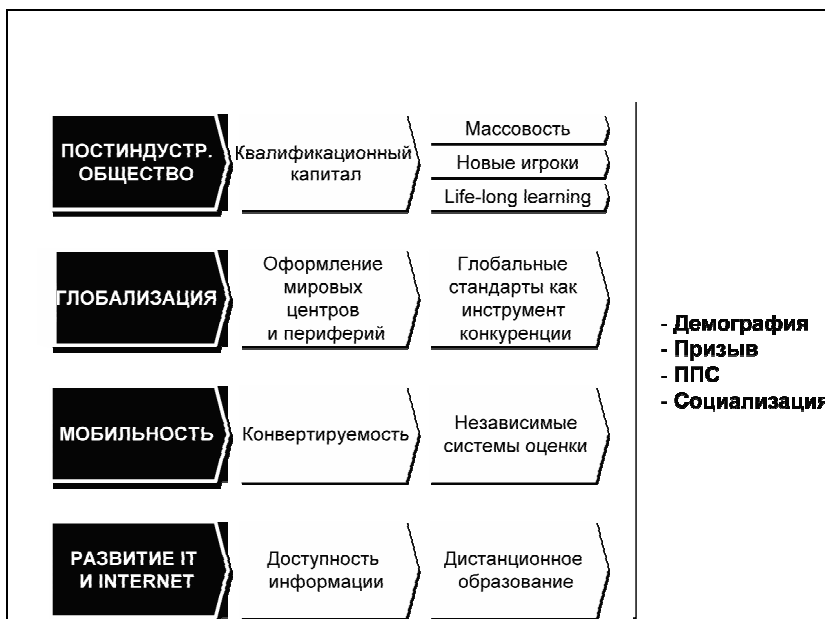 ПОСТИНДУСТР.
ОБЩЕСТВО
Квалификационный
капитал
Массовость
Новые игроки
Life-long learning
ГЛОБАЛИЗАЦИЯ
Оформление
мировых
центров
и периферий
Глобальные
стандарты как
инструмент
конкуренции
МОБИЛЬНОСТЬ
Конвертируемость
Независимые
системы оценки
РАЗВИТИЕ IT
И INTERNET
Доступность
информации
Дистанционное
образование
- Демография
- Призыв
- ППС
- Социализация